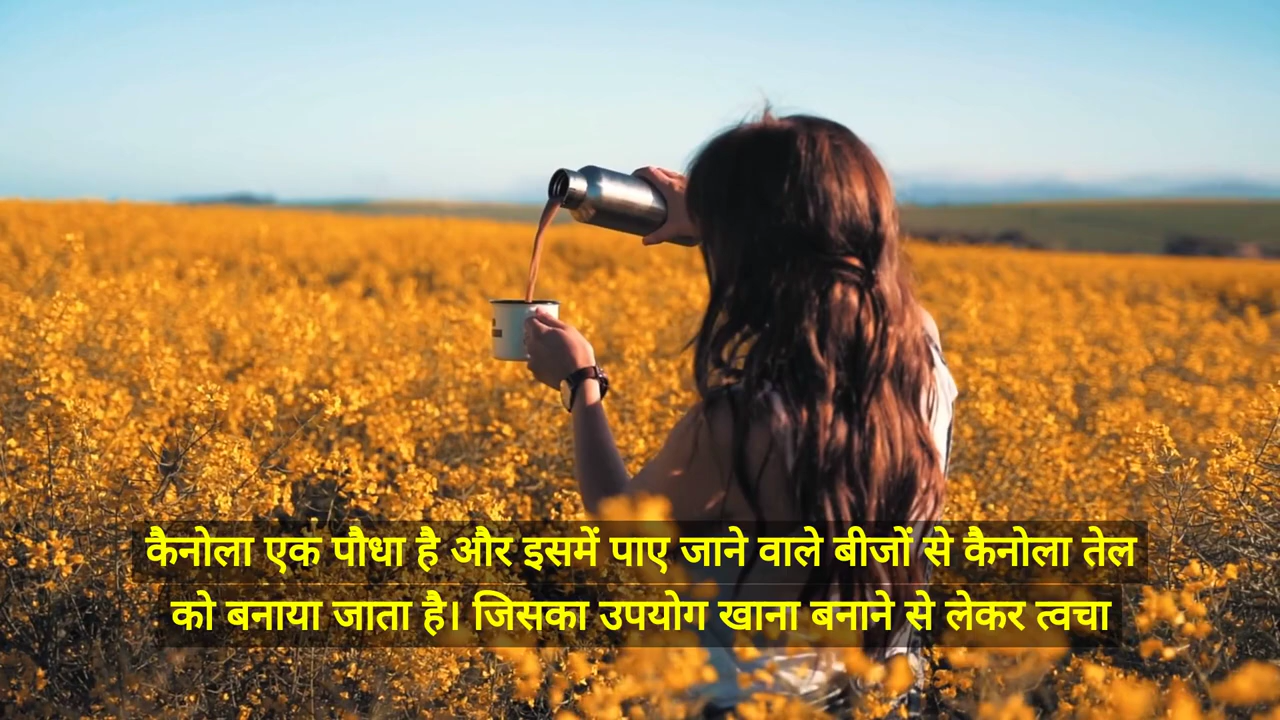 कैनोला एक पौधा है और इसमें पाए जाने वाले बीजों से कैनोला तेल
को बनाया जाता है। जिसका उपयोग खाना बनाने से लेकर त्वचा